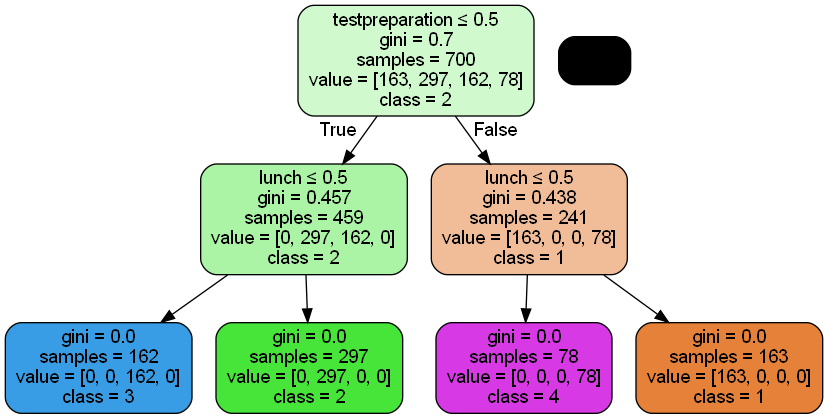 testpreparation ≤ 0.5
gini = 0.7
samples = 700
value = [163, 297, 162, 78]
class = 2
True
False
lunch ≤ 0.5
gini = 0.457
samples = 459
value = [0, 297, 162, 0]
class = 2
lunch ≤ 0.5
gini = 0.438
samples = 241
value = [163, 0, 0, 78]
class = 1
gini = 0.0
samples = 162
value = [0, 0, 162, 0]
class = 3
gini = 0.0
samples = 297
value = [0, 297, 0, 0]
class = 2
gini = 0.0
samples = 78
value = [0, 0, 0, 78]
class = 4
gini = 0.0
samples = 163
value = [163, 0, 0, 0]
class = 1